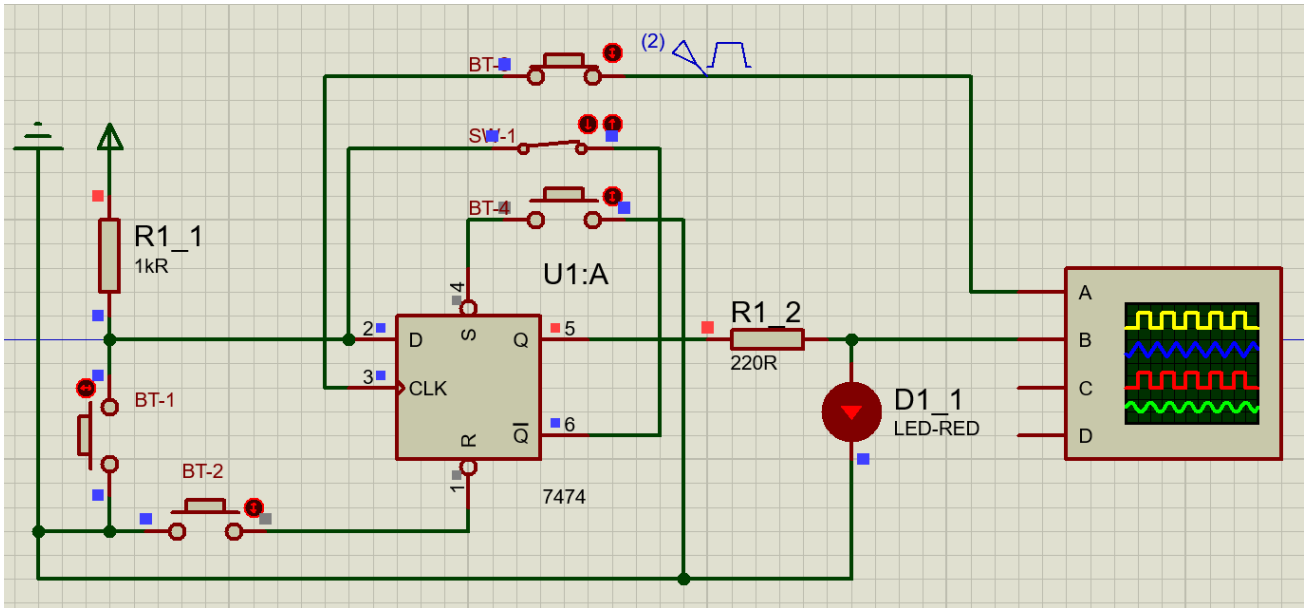 (2)
BT-
SW-1
BT-4
R1_1
1kR
U1:A
4
2
D
S
Q
5
3
CLK
R
Q
6
1
7474
BT-1
BT-2
R1_2
220R
D1_1
LED-RED
A
B
C
D